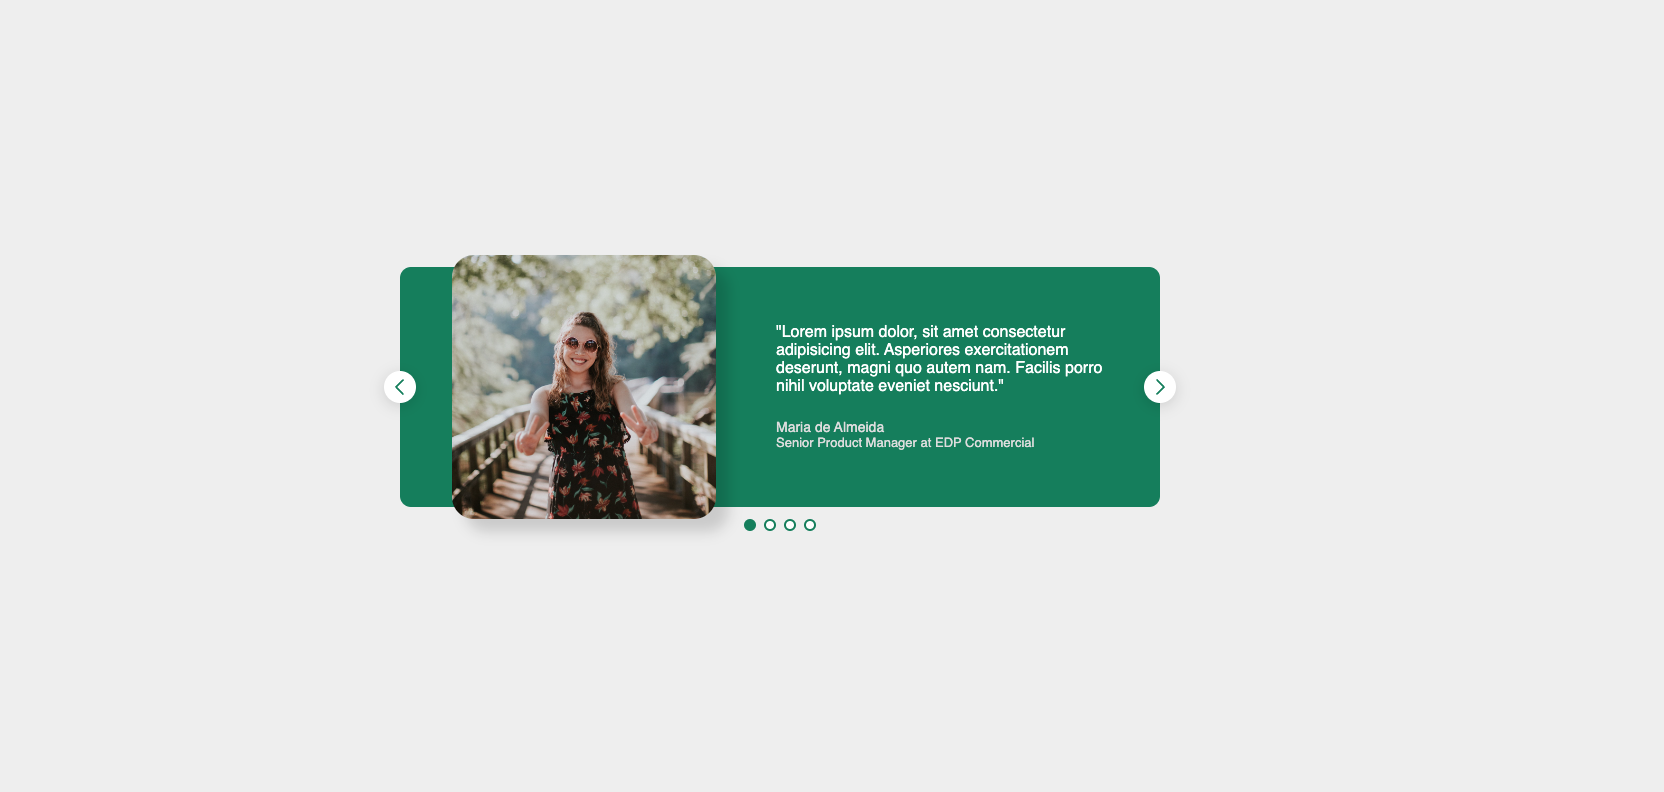 "Lorem ipsum dolor, sit amet consectetur
adipisicing elit. Asperiores exercitationem
deserunt, magni quo autem nam. Facilis porro
nihil voluptate eveniet nesciunt."
Maria de Almeida
Senior Product Manager at EDP Commercial